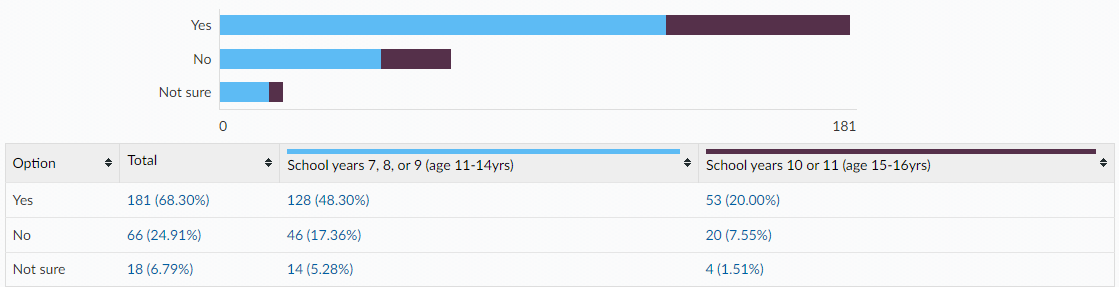 Yes
No
Not sure
0 181
Option Total School years 7, 8, or 9 (age 11-14yrs) School years 10 or 11 (age 15-16yrs)
Yes 181 (68.30%) 128 (48.30%) 53 (20.00%)
No 66 (24.91%) 46 (17.36%) 20 (7.55%)
Not sure 18 (6.79%) 14 (5.28%) 4 (1.51%)